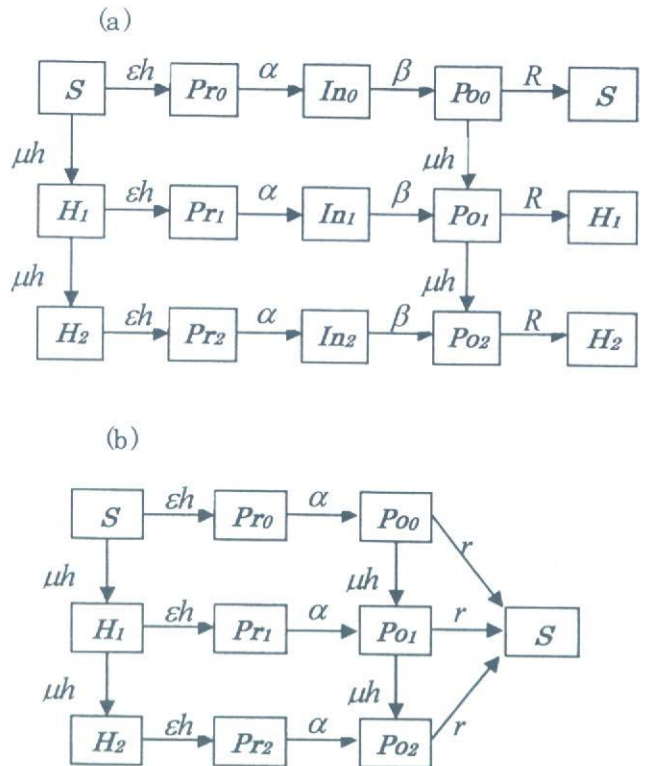 (a)
εh α β R
S Pr₀ In₀ Po₀ S
μh μh
εh α β R
H₁ Pr₁ In₁ Po₁ H₁
μh μh
εh α β R
H₂ Pr₂ In₂ Po₂ H₂
(b)
εh α
S Pr₀ Po₀ r
μh μh
εh α r
H₁ Pr₁ Po₁ S
μh μh
εh α r
H₂ Pr₂ Po₂